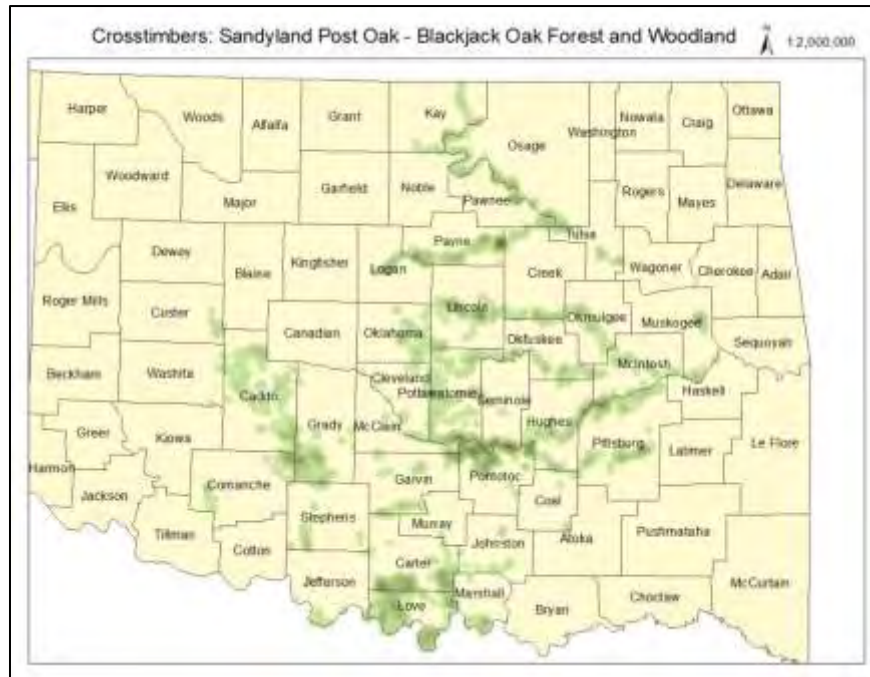 Crosstimbers: Sandyland Post Oak - Blackjack Oak Forest and Woodland
N
1:2,000,000
Harper
Woods
Alfalfa
Grant
Kay
Osage
Washington
Nowata
Craig
Ottawa
Ellis
Woodward
Major
Garfield
Noble
Pawnee
Rogers
Mayes
Delaware
Dewey
Blaine
Kingfisher
Logan
Payne
Creek
Tulsa
Wagoner
Cherokee
Adair
Roger Mills
Custer
Canadian
Oklahoma
Lincoln
Okfuskee
Okmulgee
Muskogee
Sequoyah
Beckham
Washita
Caddo
Grady
Cleveland
McClain
Pottawatomie
Seminole
Hughes
McIntosh
Haskell
Greer
Kiowa
Harmon
Jackson
Comanche
Garvin
Pontotoc
Pittsburg
Latimer
Le Flore
Tillman
Cotton
Stephens
Murray
Coal
Johnston
Atoka
Pushmataha
McCurtain
Jefferson
Carter
Love
Marshall
Bryan
Choctaw